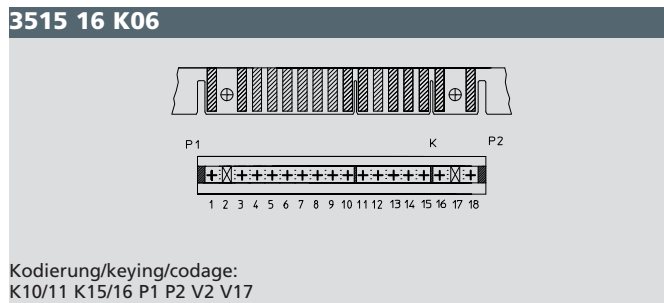 3515 16 K06
P1 K P2
1 2 3 4 5 6 7 8 9 10 11 12 13 14 15 16 17 18
Kodierung/keying/codage:
K10/11 K15/16 P1 P2 V2 V17